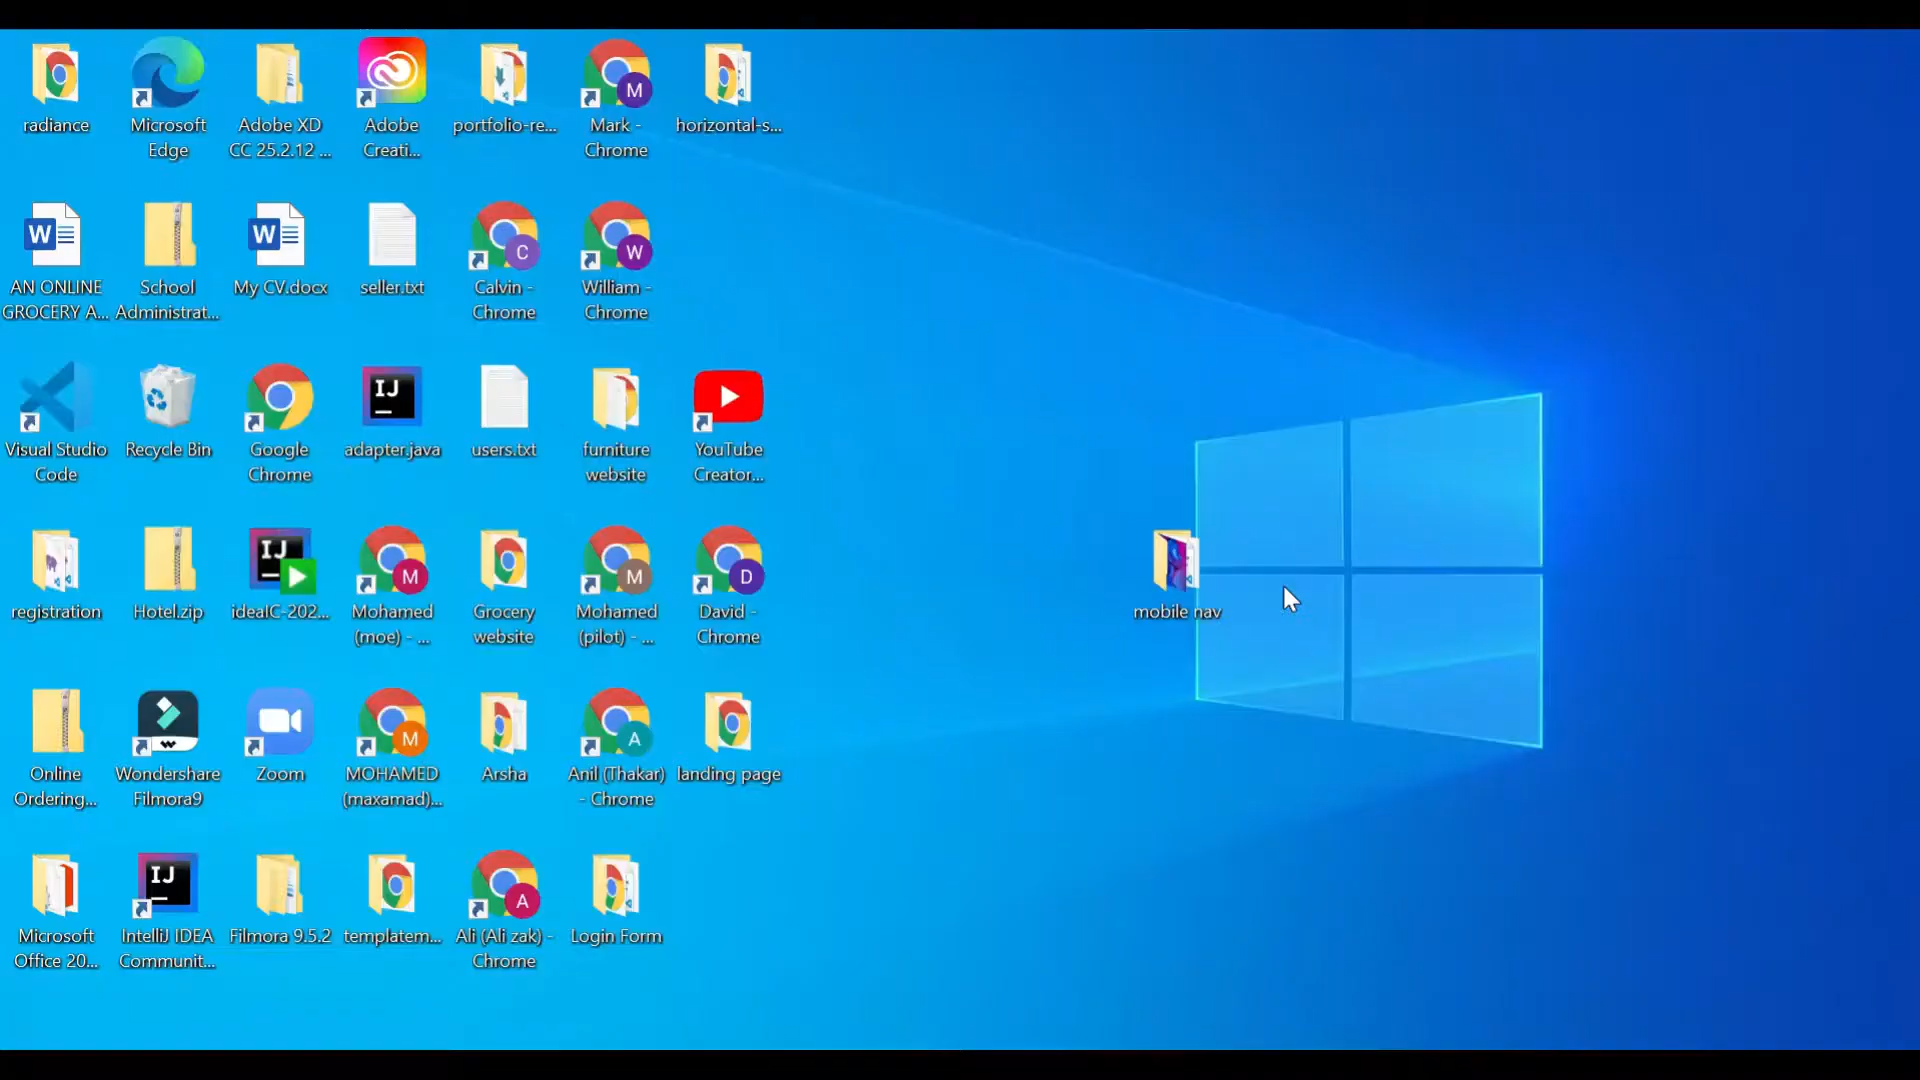 radiance
Microsoft
Edge
Adobe XD
CC 25.2.12 ...
Adobe
Creati...
portfolio-re...
M
Mark -
Chrome
horizontal-s...
W
AN ONLINE
GROCERY A...
School
Administrat...
W
My CV.docx
seller.txt
C
Calvin -
Chrome
W
William -
Chrome
Visual Studio
Code
Recycle Bin
Google
Chrome
IJ
adapter.java
users.txt
furniture
website
YouTube
Creator...
registration
Hotel.zip
IJ
ideaIC-202...
M
Mohamed
(moe) - ...
Grocery
website
M
Mohamed
(pilot) - ...
D
David -
Chrome
mobile nav
Online
Ordering...
Wondershare
Filmora9
Zoom
M
MOHAMED
(maxamad)...
Arsha
A
Anil (Thakar)
- Chrome
landing page
Microsoft
Office 20...
IJ
IntelliJ IDEA
Communit...
Filmora 9.5.2
templatem...
A
Ali (Ali zak) -
Chrome
Login Form